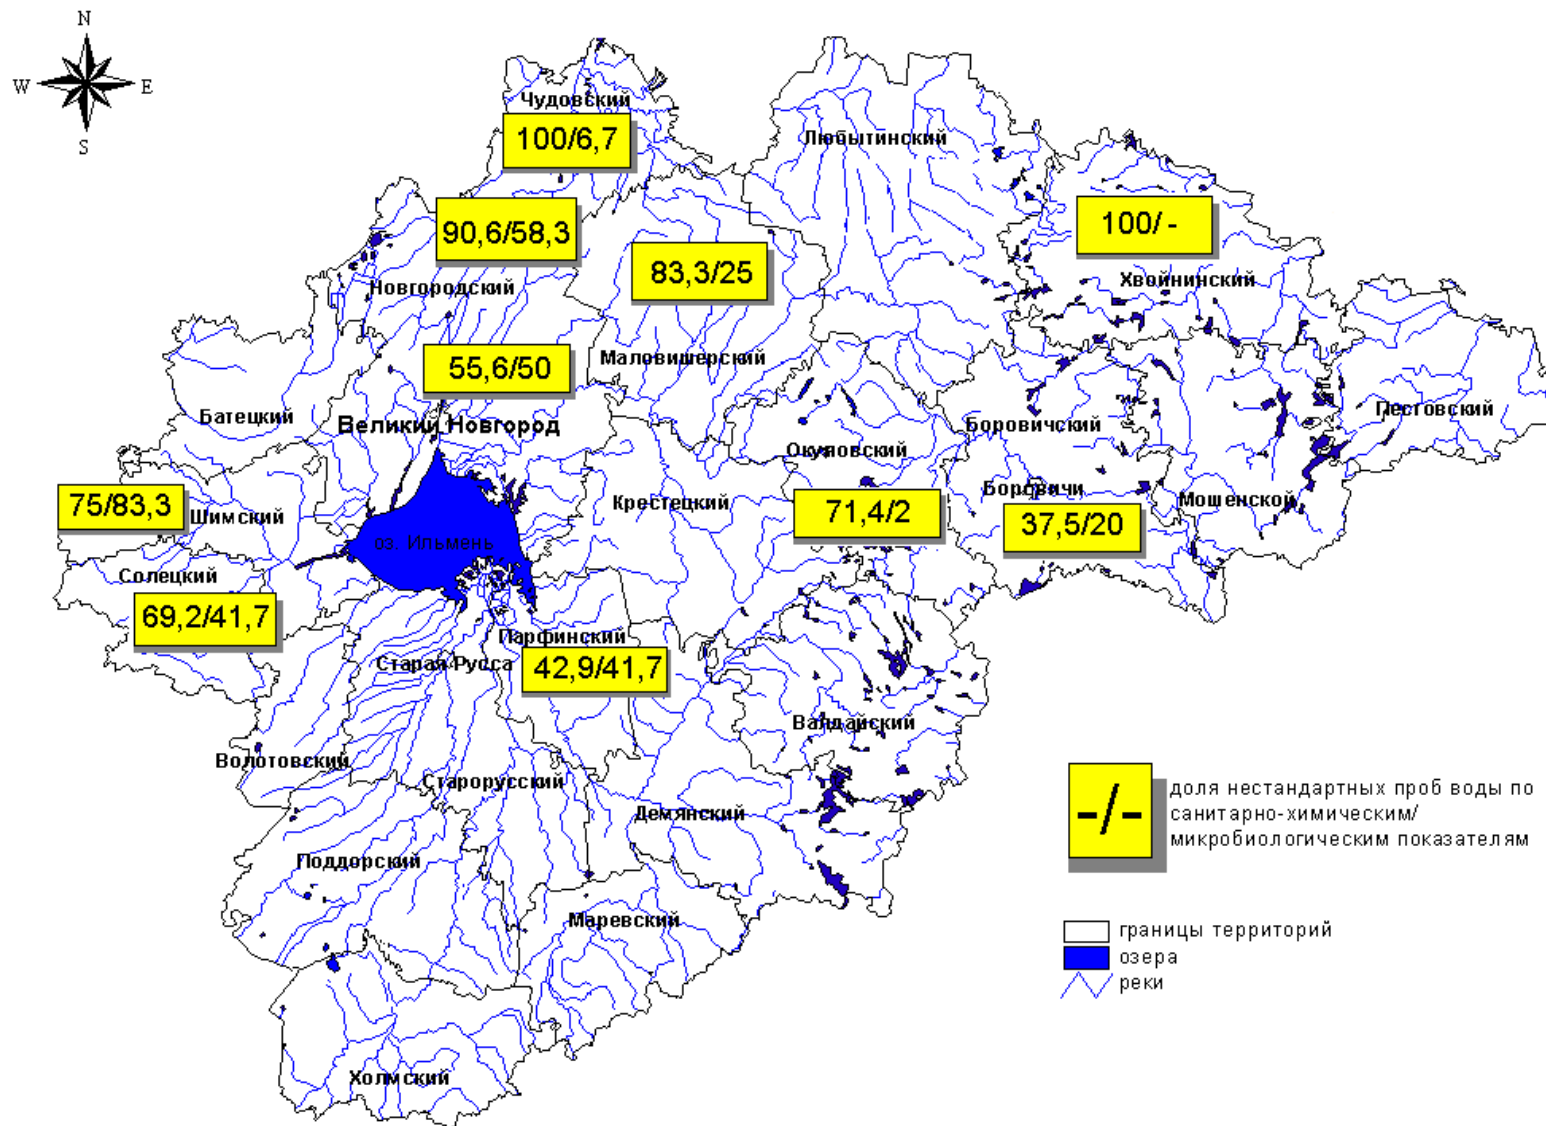 N
W
E
S
Чудовский
100/6,7
Любытинский
90,6/58,3
100/ -
83,3/25
Новгородский
Хвойнинский
55,6/50
Маловишерский
Батецкий
Великий Новгород
Пестовский
Боровичский
Окуловский
75/83,3
Шимский
Крестецкий
71,4/2
Боровичи
37,5/20
Мошенской
оз. Ильмень
Солецкий
69,2/41,7
Парфинский
Старая Русса
42,9/41,7
Валдайский
Волотовский
Старорусский
Демянский
-/-
доля нестандартных проб воды по
санитарно-химическим/
микробиологическим показателям
Поддорский
Маревский
границы территорий
озера
реки
Холмский